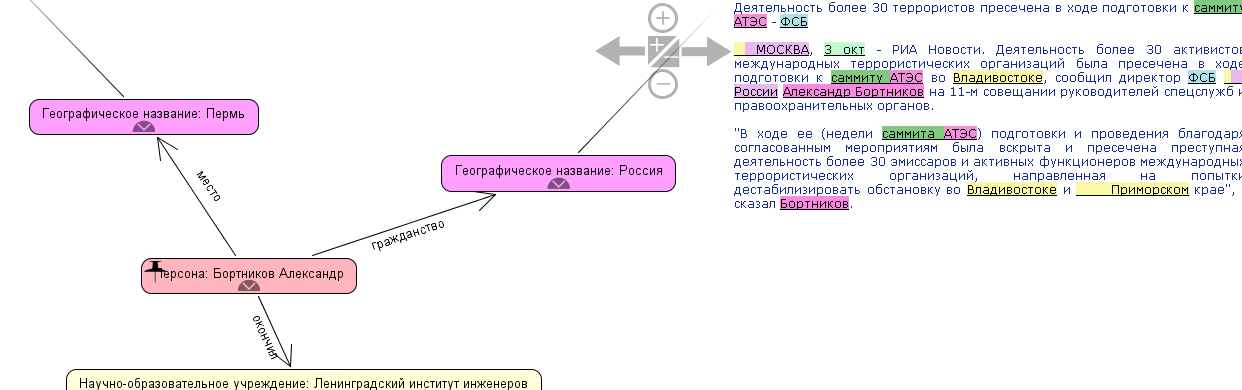 Географическое название: Пермь
Географическое название: Россия
место
гражданство
Персона: Бортников Александр
окончил
Научно-образовательное учреждение: Ленинградский институт инженеров
Деятельность более 30 террористов пресечена в ходе подготовки к саммиту
АТЭС - ФСБ
МОСКВА, 3 окт - РИА Новости. Деятельность более 30 активистов
международных террористических организаций была пресечена в ходе
подготовки к саммиту АТЭС во Владивостоке, сообщил директор ФСБ
России Александр Бортников на 11-м совещании руководителей спецслужб и
правоохранительных органов.
"В ходе ее (недели саммита АТЭС) подготовки и проведения благодаря
согласованным мероприятиям была вскрыта и пресечена преступная
деятельность более 30 эмиссаров и активных функционеров международных
террористических организаций, направленная на попытки
дестабилизировать обстановку во Владивостоке и Приморском крае", -
сказал Бортников.